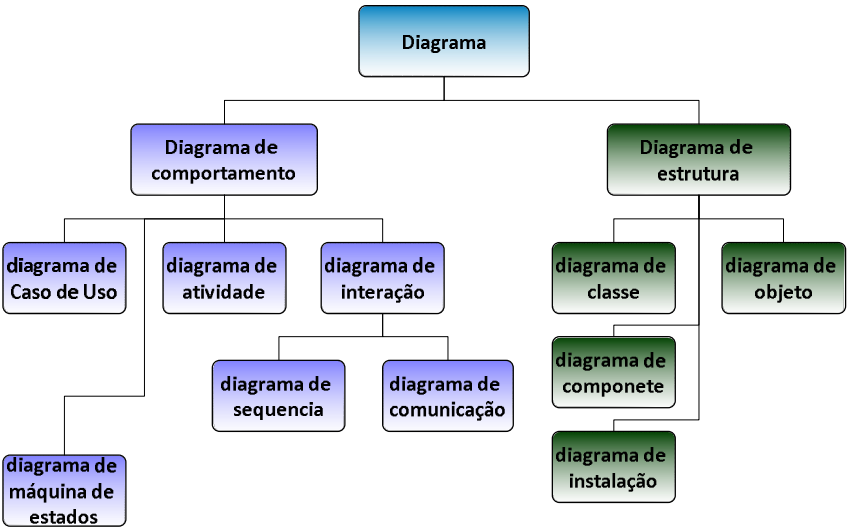 Diagrama
Diagrama de
comportamento
Diagrama de
estrutura
diagrama de
Caso de Uso
diagrama de
atividade
diagrama de
interação
diagrama de
classe
diagrama de
objeto
diagrama de
componete
diagrama de
sequencia
diagrama de
comunicação
diagrama de
instalação
diagrama de
máquina de
estados